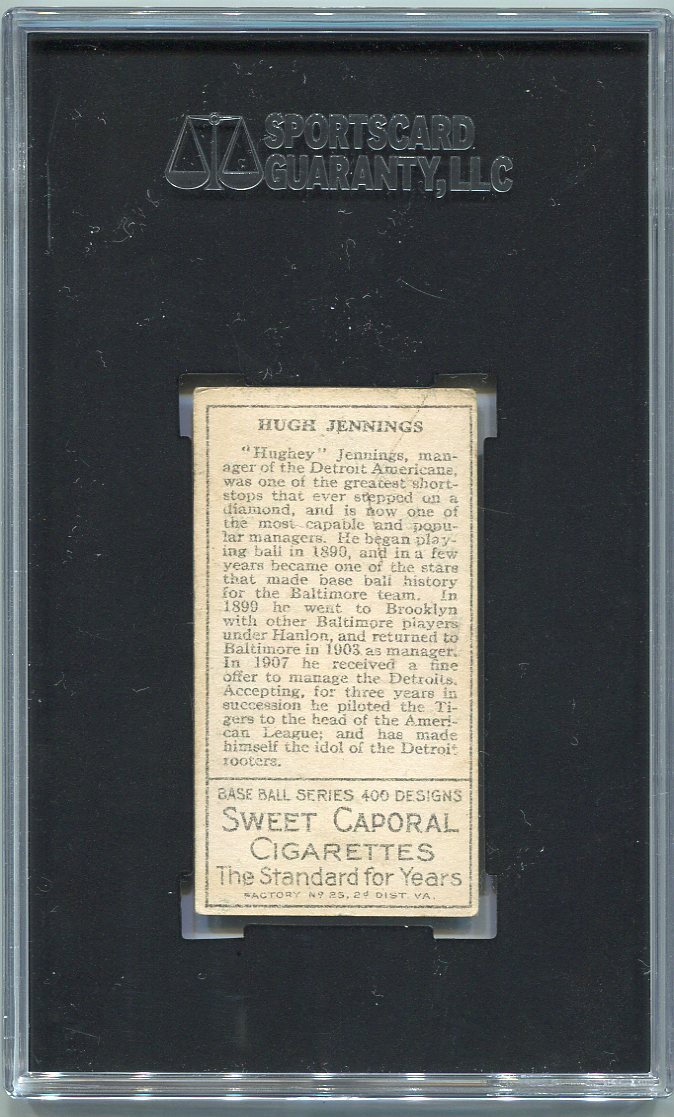 SPORTSCARD
GUARANTY, LLC
HUGH JENNINGS
"Hughey" Jennings, man-
ager of the Detroit Americans,
was one of the greatest short-
stops that ever stepped on a
diamond, and is now one of
the most capable and popu-
lar managers. He began play-
ing ball in 1890, and in a few
years became one of the stars
that made base ball history
for the Baltimore team. In
1899 he went to Brooklyn
with other Baltimore players
under Hanlon, and returned to
Baltimore in 1903 as manager.
In 1907 he received a fine
offer to manage the Detroits.
Accepting, for three years in
succession he piloted the Ti-
gers to the head of the Ameri-
can League; and has made
himself the idol of the Detroit
rooters.
BASE BALL SERIES 400 DESIGNS
SWEET CAPORAL
CIGARETTES
The Standard for Years
FACTORY Nº 25, 2d DIST. VA.